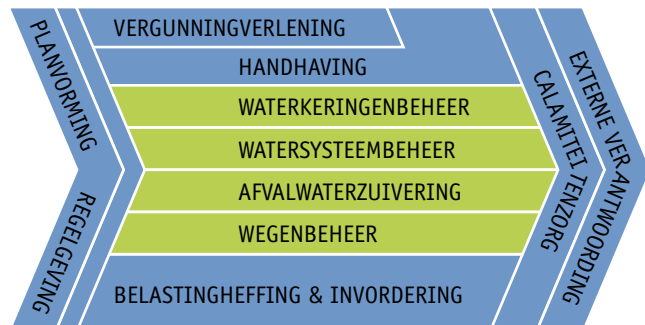 PLANVORMING
REGELGEVING
VERGUNNINGVERLENING
HANDHAVING
WATERKERINGENBEHEER
WATERSYSTEEMBEHEER
AFVALWATERZUIVERING
WEGENBEHEER
BELASTINGHEFFING & INVORDERING
CALAMITEI TENZORG
EXTERNE VER ANTWOORDING